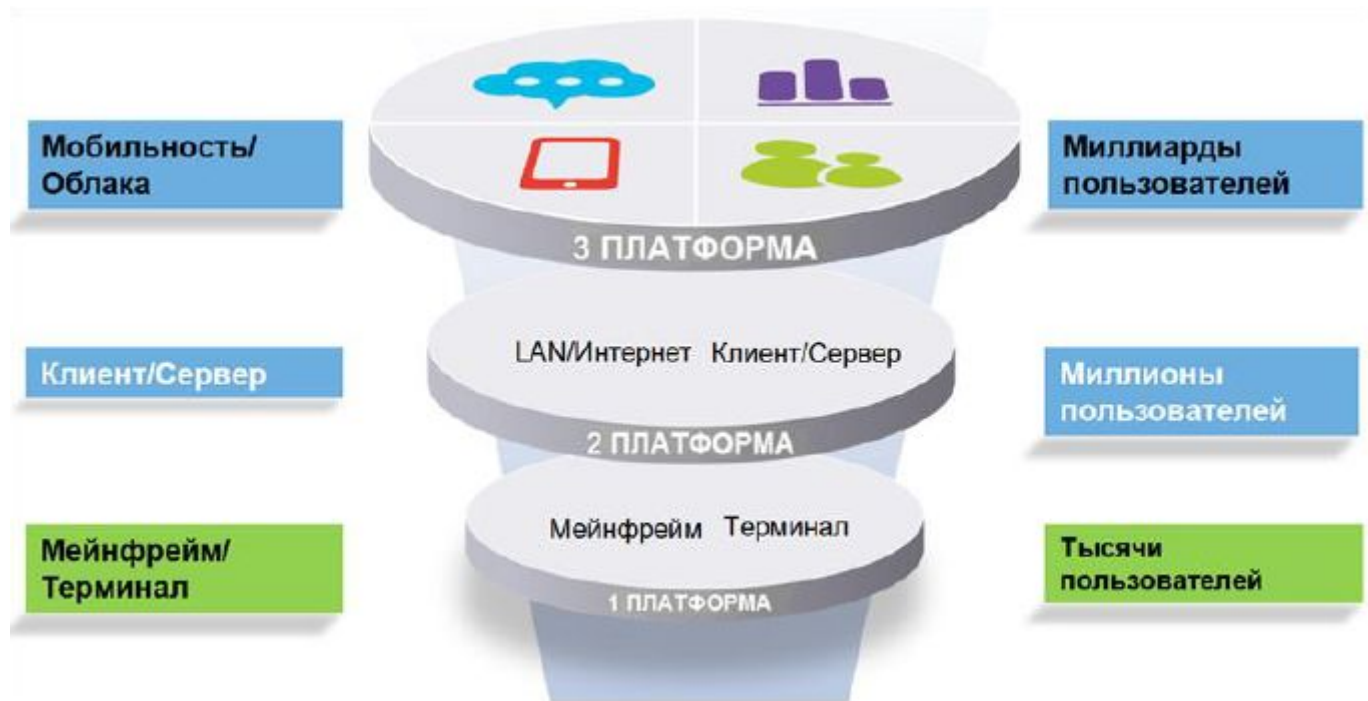 Мобильность/
Облака
Миллиарды
пользователей
3 ПЛАТФОРМА
LAN/Интернет Клиент/Сервер
Клиент/Сервер
Миллионы
пользователей
2 ПЛАТФОРМА
Мейнфрейм Терминал
Мейнфрейм/
Терминал
Тысячи
пользователей
1 ПЛАТФОРМА